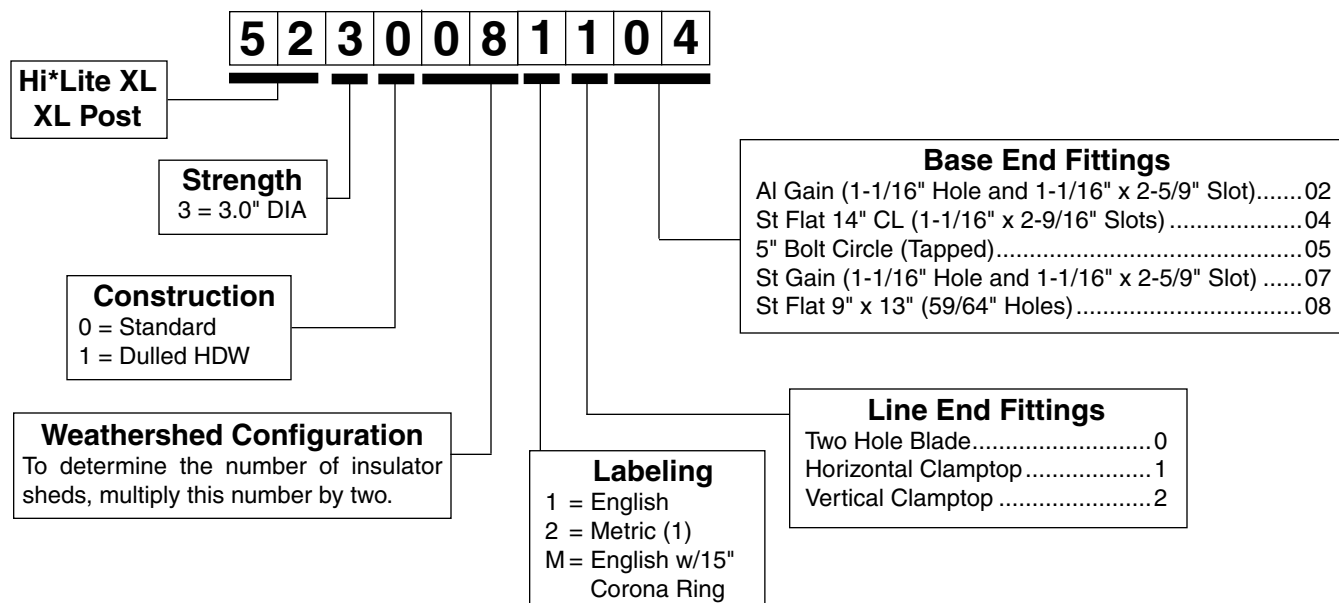 5 2 3 0 0 8 1 1 0 4
Hi*Lite XL
XL Post
Strength
3 = 3.0" DIA
Construction
0 = Standard
1 = Dulled HDW
Weathershed Configuration
To determine the number of insulator
sheds, multiply this number by two.
Labeling
1 = English
2 = Metric (1)
M = English w/15"
Corona Ring
Line End Fittings
Two Hole Blade............................0
Horizontal Clamptop....................1
Vertical Clamptop .......................2
Base End Fittings
Al Gain (1-1/16" Hole and 1-1/16" x 2-5/9" Slot).......02
St Flat 14" CL (1-1/16" x 2-9/16" Slots) .....................04
5" Bolt Circle (Tapped)................................................05
St Gain (1-1/16" Hole and 1-1/16" x 2-5/9" Slot) ......07
St Flat 9" x 13" (59/64" Holes)...................................08